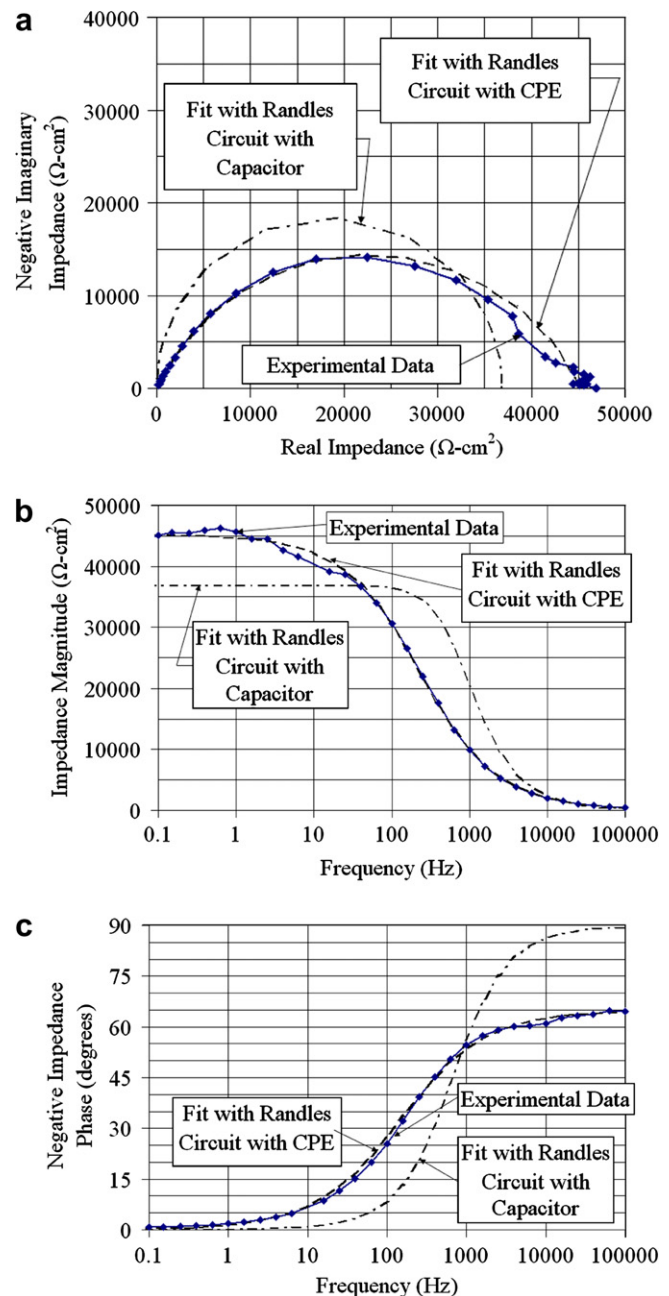 a
40000
30000
20000
10000
0
Negative Imaginary
Impedance (Ω-cm²)
Fit with Randles
Circuit with
Capacitor
Fit with Randles
Circuit with CPE
Experimental Data
0 10000 20000 30000 40000 50000
Real Impedance (Ω-cm²)
b
50000
40000
30000
20000
10000
0
Impedance Magnitude (Ω-cm²)
Experimental Data
Fit with Randles
Circuit with CPE
Fit with Randles
Circuit with
Capacitor
0.1 1 10 100 1000 10000 100000
Frequency (Hz)
c
90
75
60
45
30
15
0
Negative Impedance
Phase (degrees)
Fit with Randles
Circuit with CPE
Experimental Data
Fit with Randles
Circuit with
Capacitor
0.1 1 10 100 1000 10000 100000
Frequency (Hz)